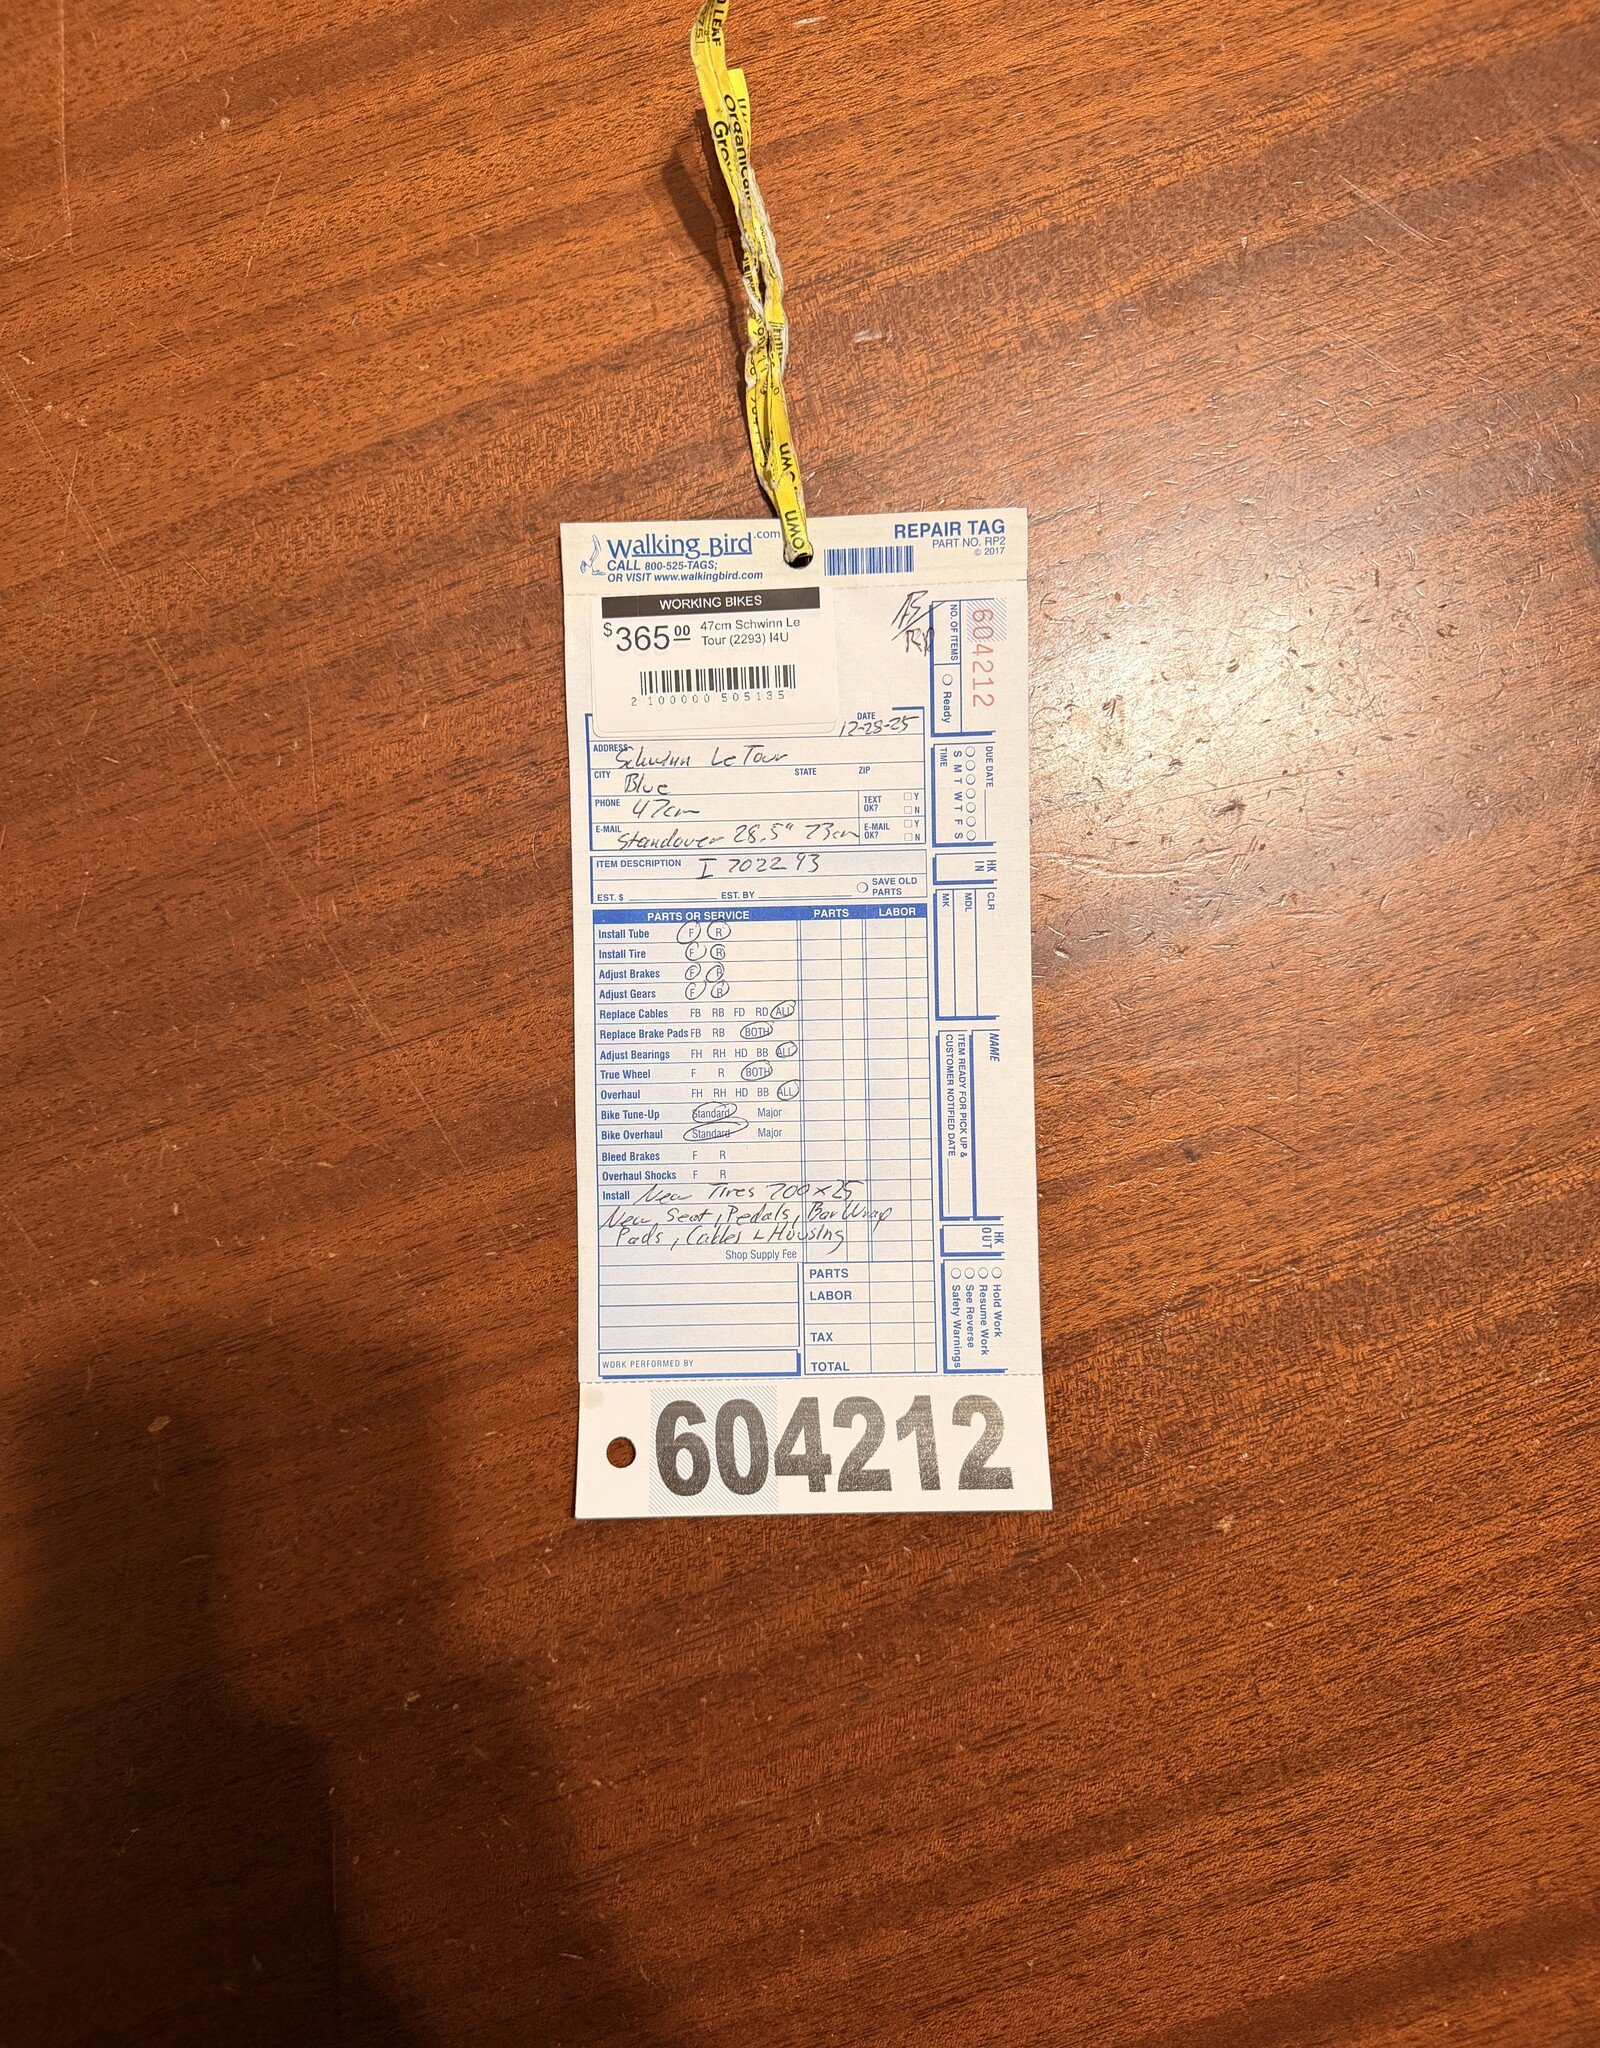 Walking Bird.com
CALL 800-525-TAGS;
OR VISIT www.walkingbird.com
REPAIR TAG
PART NO. RP2
© 2017
WORKING BIKES
$365.00
47cm Schwinn Le
Tour (2293) I4U
2 100000 505135
DATE
12-28-25
ADDRESS Schwinn Le Tour
CITY Blue STATE ZIP
PHONE 47cm TEXT OK? Y N
E-MAIL Standover 28.5" 73cm E-MAIL OK? Y N
ITEM DESCRIPTION I 702293
EST. $ EST. BY SAVE OLD PARTS
PARTS OR SERVICE PARTS LABOR
Install Tube F R
Install Tire F R
Adjust Brakes F R
Adjust Gears F R
Replace Cables FB RB FD RD ALL
Replace Brake Pads FB RB BOTH
Adjust Bearings FH RH HD BB ALL
True Wheel F R BOTH
Overhaul FH RH HD BB ALL
Bike Tune-Up Standard Major
Bike Overhaul Standard Major
Bleed Brakes F R
Overhaul Shocks F R
Install New Tires 700x25
New Seat, Pedals, Bar Wrap
Pads, Cables & Housing
Shop Supply Fee
PARTS
LABOR
TAX
TOTAL
WORK PERFORMED BY
604212
NO. OF ITEMS
Ready
604212
DUE DATE
S M T W T F S
TIME
HK IN
CLR
MDL
MK
NAME
ITEM READY FOR PICK UP &
CUSTOMER NOTIFIED DATE
HK OUT
Hold Work
Resume Work
See Reverse
Safety Warnings
LEAF
Organic
Grow